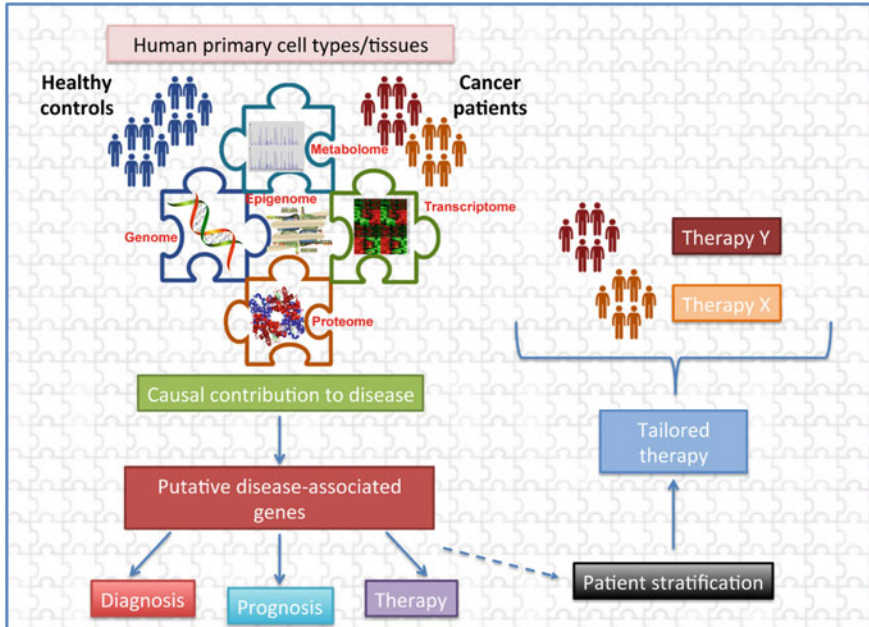 Human primary cell types/tissues
Healthy
controls
Cancer
patients
Metabolome
Epigenome
Transcriptome
Genome
Proteome
Therapy Y
Therapy X
Causal contribution to disease
Tailored
therapy
Putative disease-associated
genes
Patient stratification
Diagnosis
Prognosis
Therapy